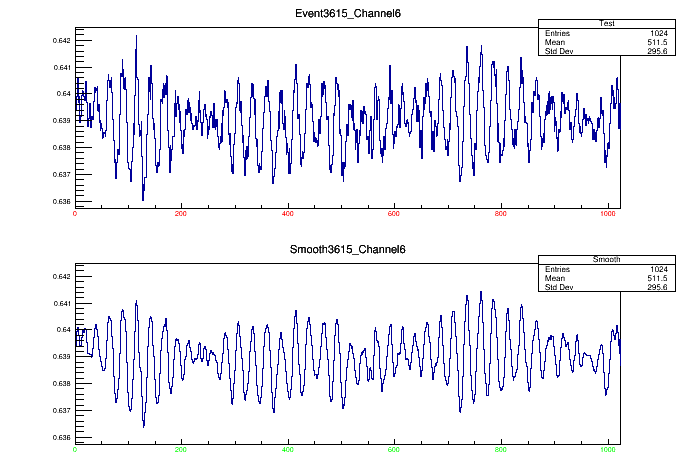 Event3615_Channel6
Test
Entries 1024
Mean 511.5
Std Dev 295.6
0.642
0.641
0.64
0.639
0.638
0.637
0.636
0 200 400 600 800 1000
Smooth3615_Channel6
Smooth
Entries 1024
Mean 511.5
Std Dev 295.6
0.642
0.641
0.64
0.639
0.638
0.637
0.636
0 200 400 600 800 1000